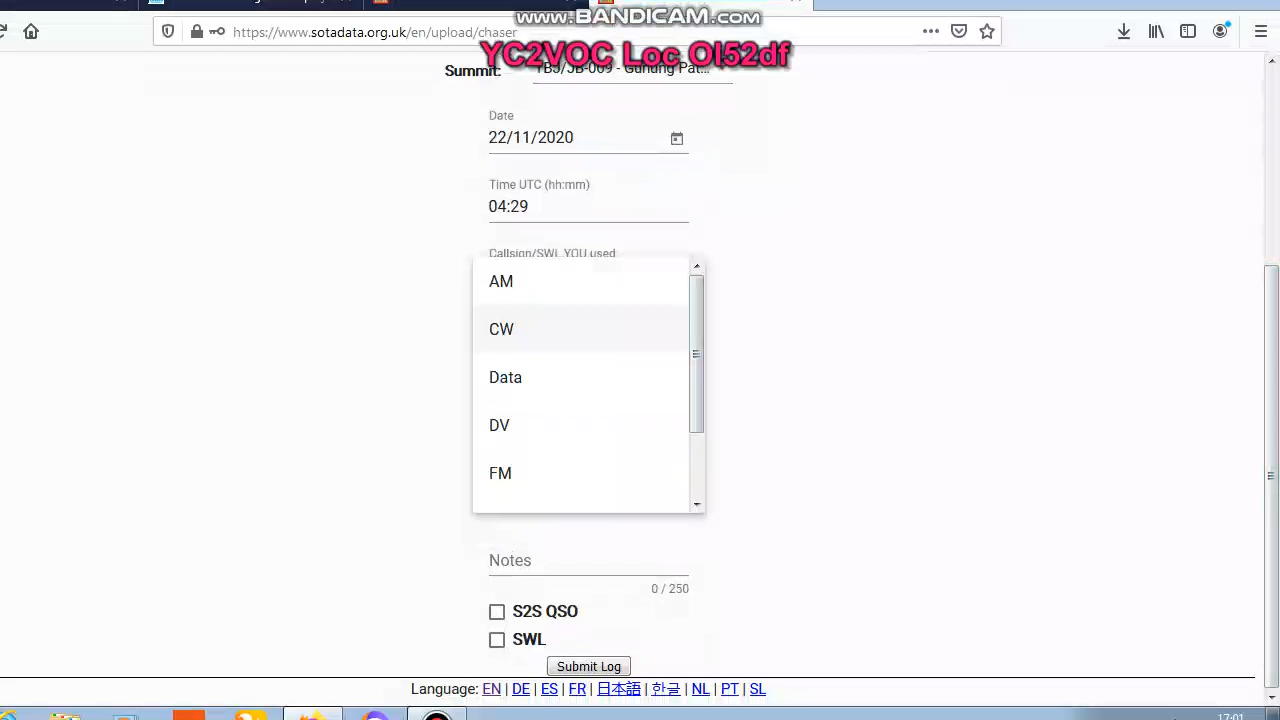 www.BANDICAM.com
https://www.sotadata.org.uk/en/upload/chaser
YC2VOC Loc OI52df
Summit:
Date
22/11/2020
Time UTC (hh:mm)
04:29
Callsign/SWL YOU used
AM
CW
Data
DV
FM
Notes
0 / 250
S2S QSO
SWL
Submit Log
Language: EN | DE | ES | FR | 日本語 | 한글 | NL | PT | SL
17:01